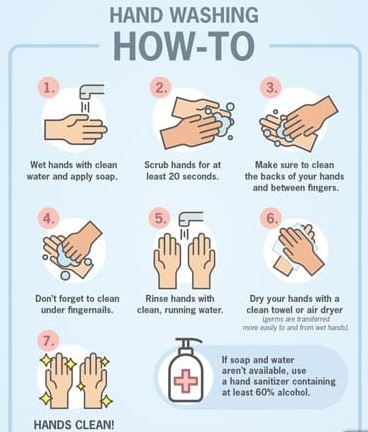 HAND WASHING
HOW-TO
1.
Wet hands with clean
water and apply soap.
2.
Scrub hands for at
least 20 seconds.
3.
Make sure to clean
the backs of your hands
and between fingers.
4.
Don't forget to clean
under fingernails.
5.
Rinse hands with
clean, running water.
6.
Dry your hands with a
clean towel or air dryer
(germs are transferred
more easily to and from wet hands).
7.
HANDS CLEAN!
If soap and water
aren't available, use
a hand sanitizer containing
at least 60% alcohol.